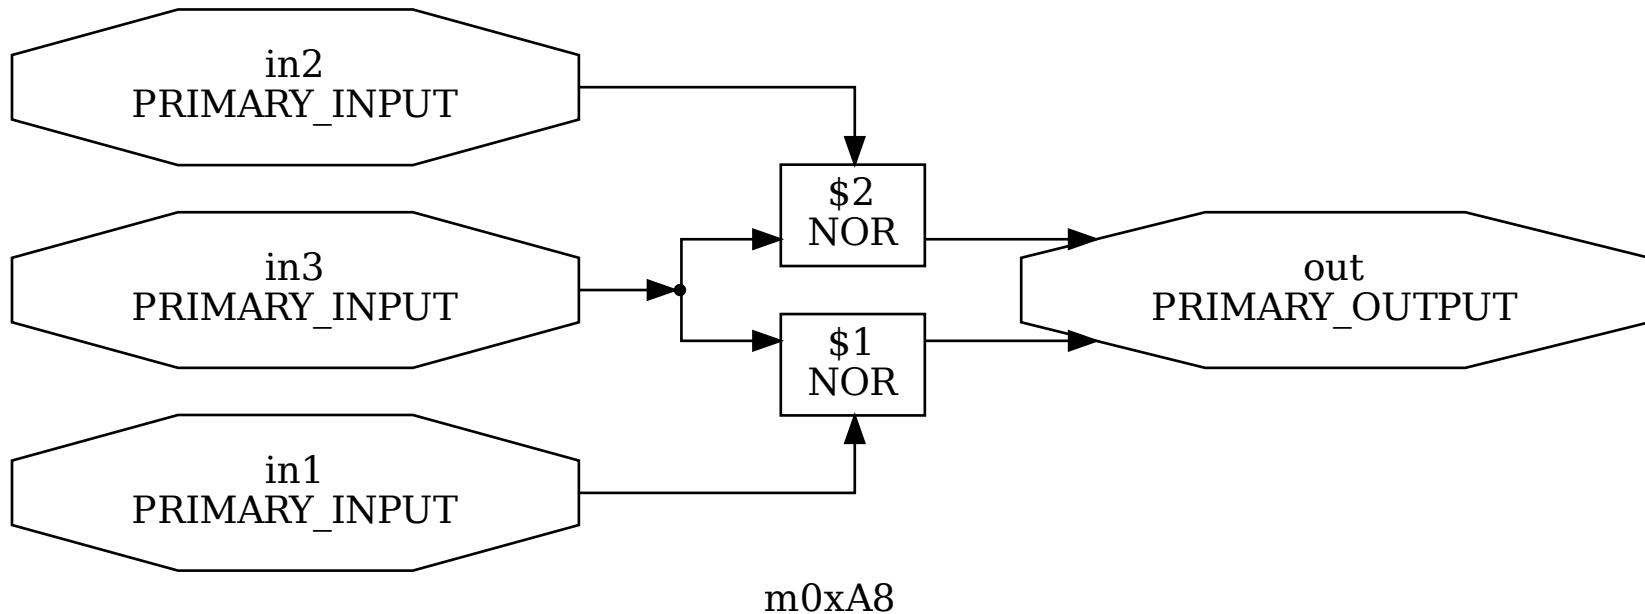 in2
PRIMARY_INPUT
$2
NOR
in3
PRIMARY_INPUT
out
PRIMARY_OUTPUT
$1
NOR
in1
PRIMARY_INPUT
m0xA8